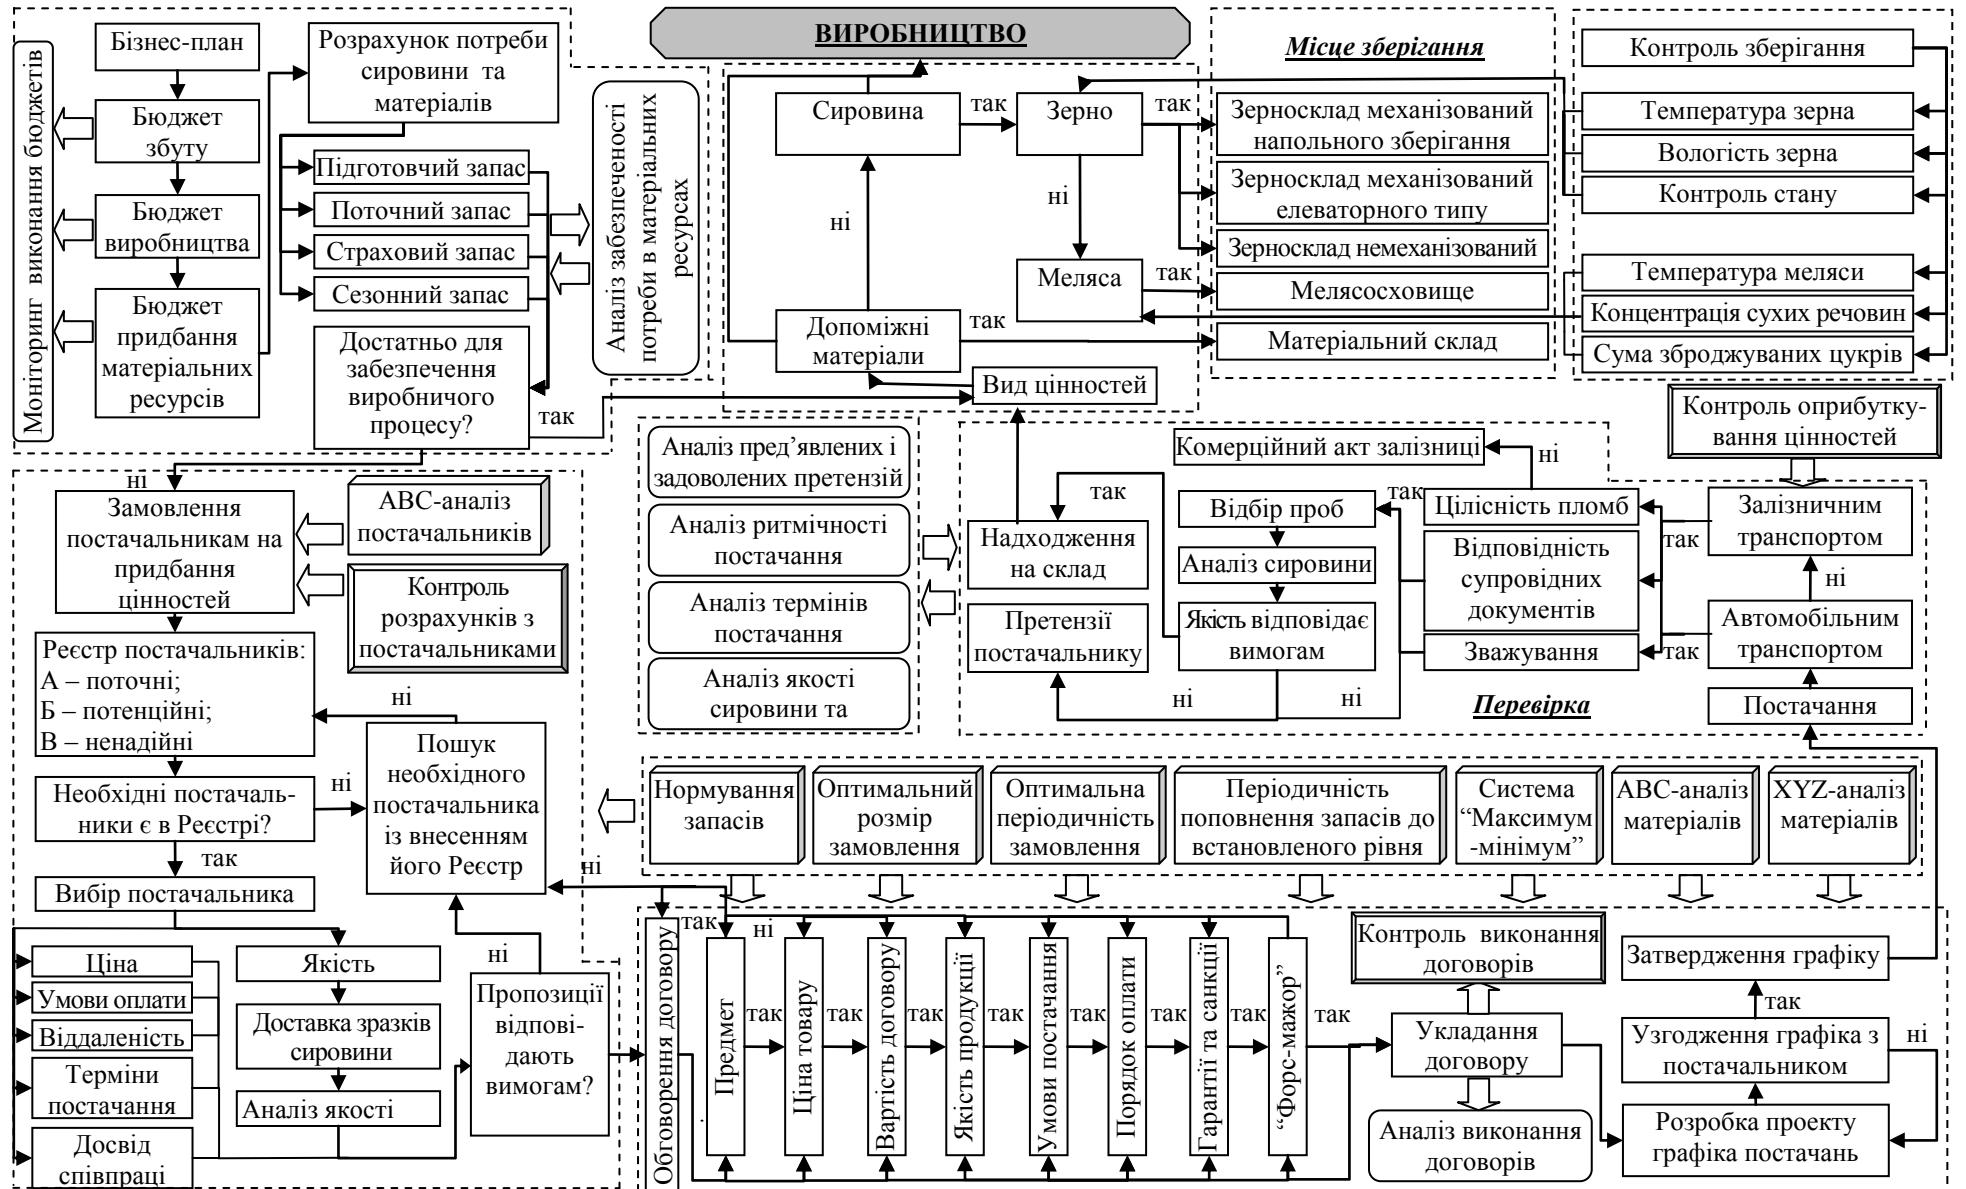 Моніторинг виконання бюджетів
Бізнес-план
Бюджет
збуту
Бюджет
виробництва
Бюджет
придбання
матеріальних
ресурсів
Розрахунок потреби
сировини та
матеріалів
Підготовчий запас
Поточний запас
Страховий запас
Сезонний запас
Достатньо для
забезпечення
виробничого
процесу?
так
ні
Аналіз забезпеченості
потреби в матеріальних
ресурсах
ВИРОБНИЦТВО
Сировина
так
Зерно
так
ні
ні
Меляса
так
Допоміжні
матеріали
так
Вид цінностей
Місце зберігання
Зерносклад механізований
напольного зберігання
Зерносклад механізований
елеваторного типу
Зерносклад немеханізований
Мелясосховище
Матеріальний склад
Контроль зберігання
Температура зерна
Вологість зерна
Контроль стану
Температура меляси
Концентрація сухих речовин
Сума зброджуваних цукрів
Контроль оприбутку-
вання цінностей
Замовлення
постачальникам на
придбання
цінностей
АВС-аналіз
постачальників
Контроль
розрахунків з
постачальниками
Реєстр постачальників:
А – поточні;
Б – потенційні;
В – ненадійні
ні
Необхідні постачаль-
ники є в Реєстрі?
ні
так
Пошук
необхідного
постачальника
із внесенням
його Реєстр
ні
Вибір постачальника
Ціна
Умови оплати
Віддаленість
Терміни
постачання
Досвід
співпраці
Якість
Доставка зразків
сировини
Аналіз якості
ні
Пропозиції
відпові-
дають
вимогам?
Аналіз пред’явлених і
задоволених претензій
Аналіз ритмічності
постачання
Аналіз термінів
постачання
Аналіз якості
сировини та
Комерційний акт залізниці
ні
так
так
Надходження
на склад
Претензії
постачальнику
Відбір проб
Аналіз сировини
Якість відповідає
вимогам
ні
ні
Цілісність пломб
Відповідність
супровідних
документів
Зважування
так
так
Залізничним
транспортом
ні
Автомобільним
транспортом
Постачання
Перевірка
Нормування
запасів
Оптимальний
розмір
замовлення
Оптимальна
періодичність
замовлення
Періодичність
поповнення запасів до
встановленого рівня
Система
“Максимум
-мінімум”
АВС-аналіз
матеріалів
XYZ-аналіз
матеріалів
Обговорення договору
так
ні
Предмет
так
Ціна товару
так
Вартість договору
так
Якість продукції
так
Умови постачання
так
Порядок оплати
так
Гарантії та санкції
так
“Форс-мажор”
так
Контроль виконання
договорів
Укладання
договору
Аналіз виконання
договорів
Затвердження графіку
так
Узгодження графіка з
постачальником
ні
Розробка проекту
графіка постачань